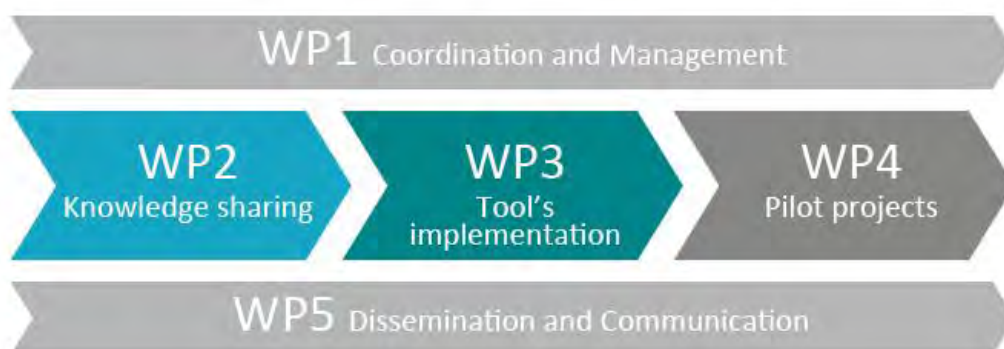 WP1 Coordination and Management
WP2
Knowledge sharing
WP3
Tool's
implementation
WP4
Pilot projects
WP5 Dissemination and Communication